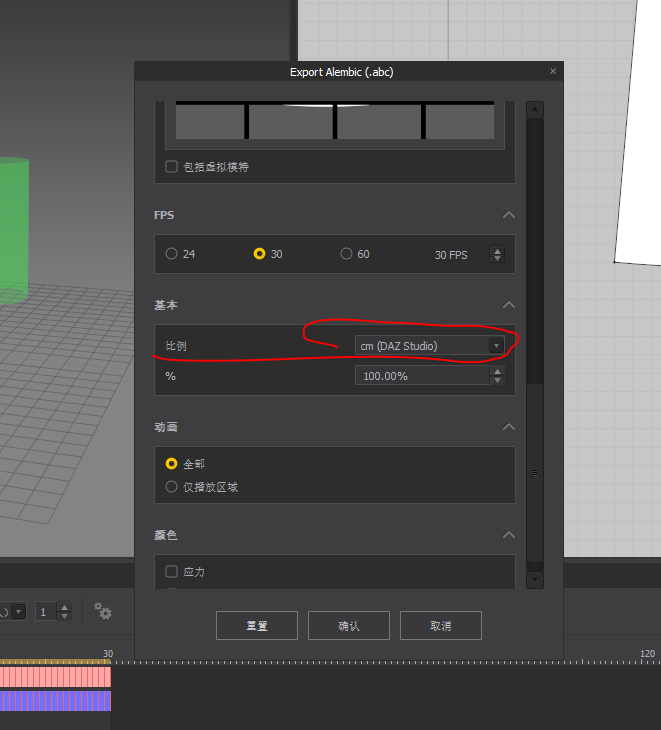 Export Alembic (.abc)
包括虚拟模特
FPS
24
30
60
30 FPS
基本
比例
cm (DAZ Studio)
%
100.00%
动画
全部
仅播放区域
颜色
应力
重置
确认
取消
1
30
120